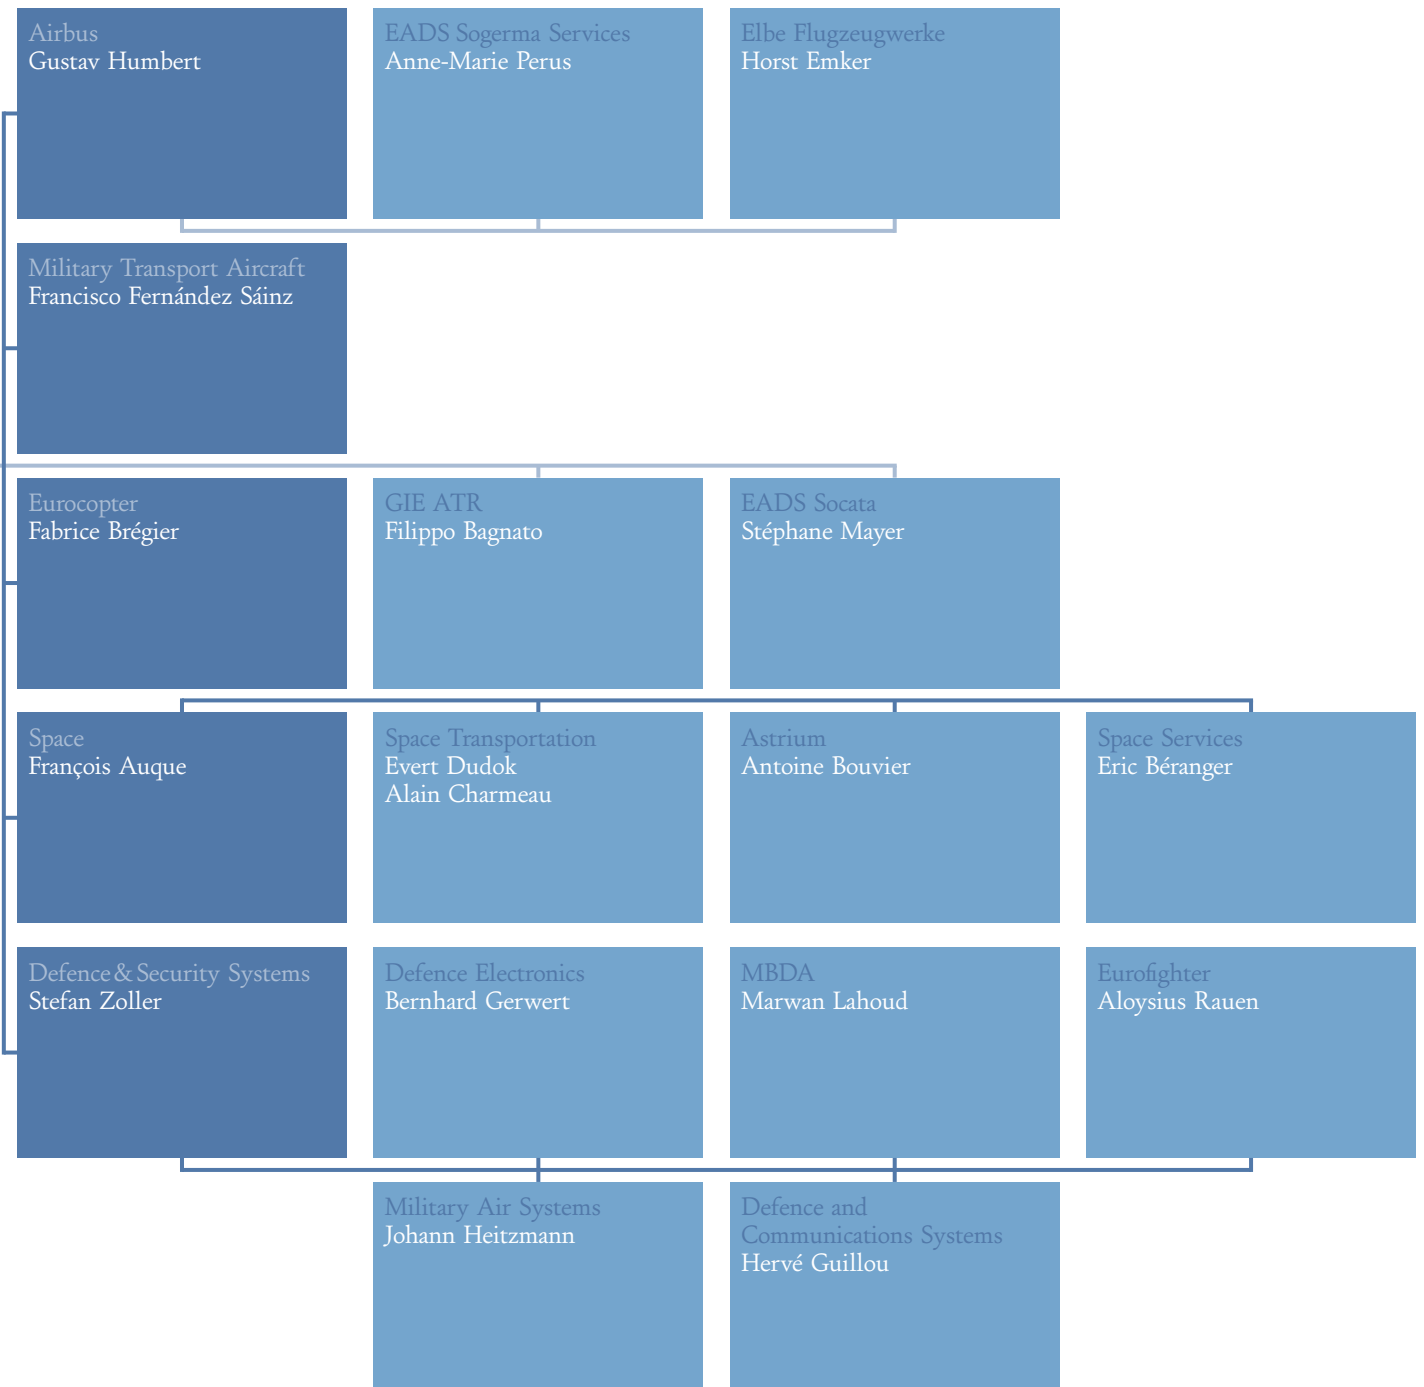 Airbus
Gustav Humbert
EADS Sogerma Services
Anne-Marie Perus
Elbe Flugzeugwerke
Horst Emker
Military Transport Aircraft
Francisco Fernández Sáinz
Eurocopter
Fabrice Brégier
GIE ATR
Filippo Bagnato
EADS Socata
Stéphane Mayer
Space
François Auque
Space Transportation
Evert Dudok
Alain Charmeau
Astrium
Antoine Bouvier
Space Services
Eric Béranger
Defence & Security Systems
Stefan Zoller
Defence Electronics
Bernhard Gerwert
MBDA
Marwan Lahoud
Eurofighter
Aloysius Rauen
Military Air Systems
Johann Heitzmann
Defence and
Communications Systems
Hervé Guillou